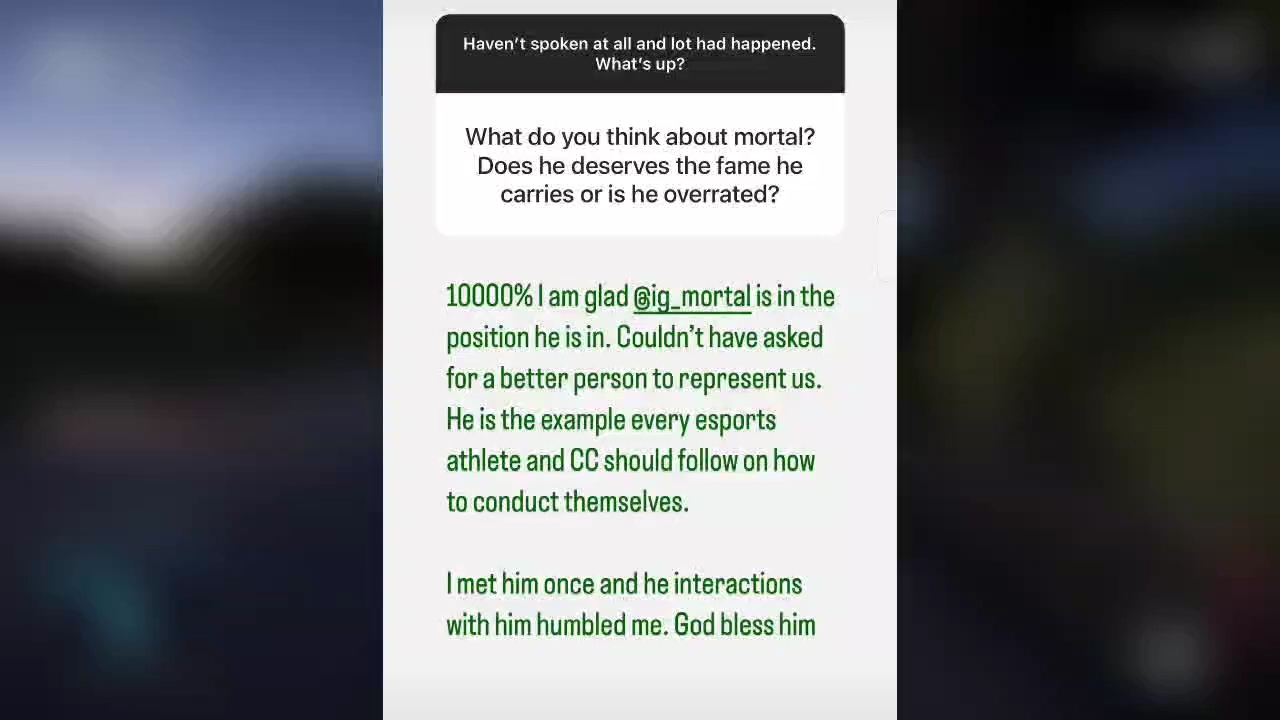 Haven't spoken at all and lot had happened.
What's up?
What do you think about mortal?
Does he deserves the fame he
carries or is he overrated?
10000% I am glad @ig_mortal is in the
position he is in. Couldn't have asked
for a better person to represent us.
He is the example every esports
athlete and CC should follow on how
to conduct themselves.
I met him once and he interactions
with him humbled me. God bless him